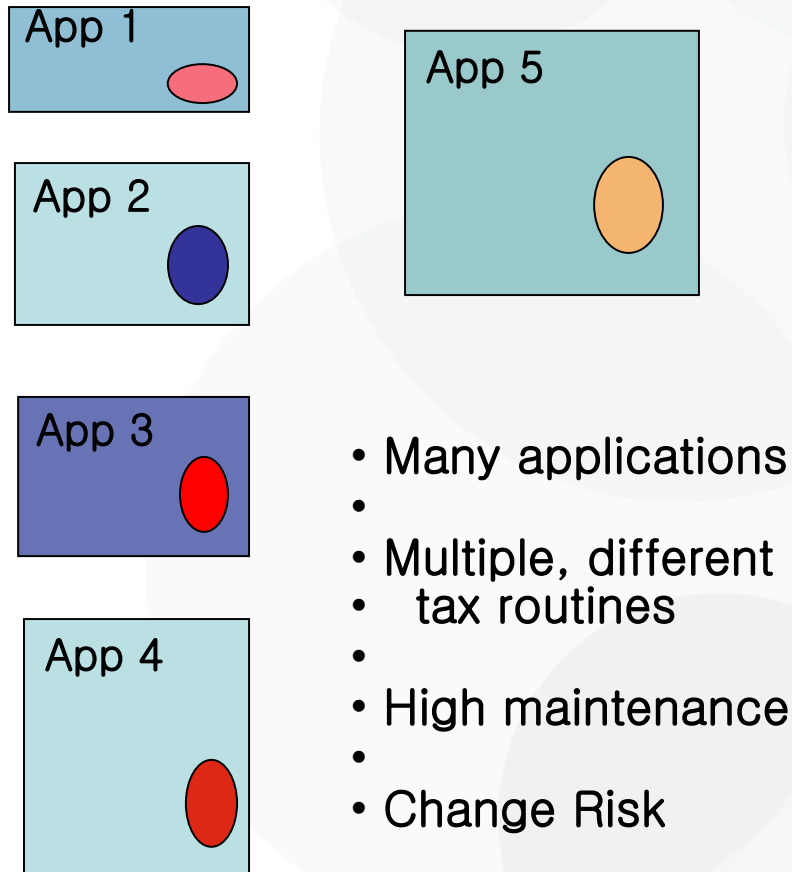 App 1
App 2
App 3
App 4
App 5
• Many applications
•
• Multiple, different
• tax routines
•
• High maintenance
•
• Change Risk